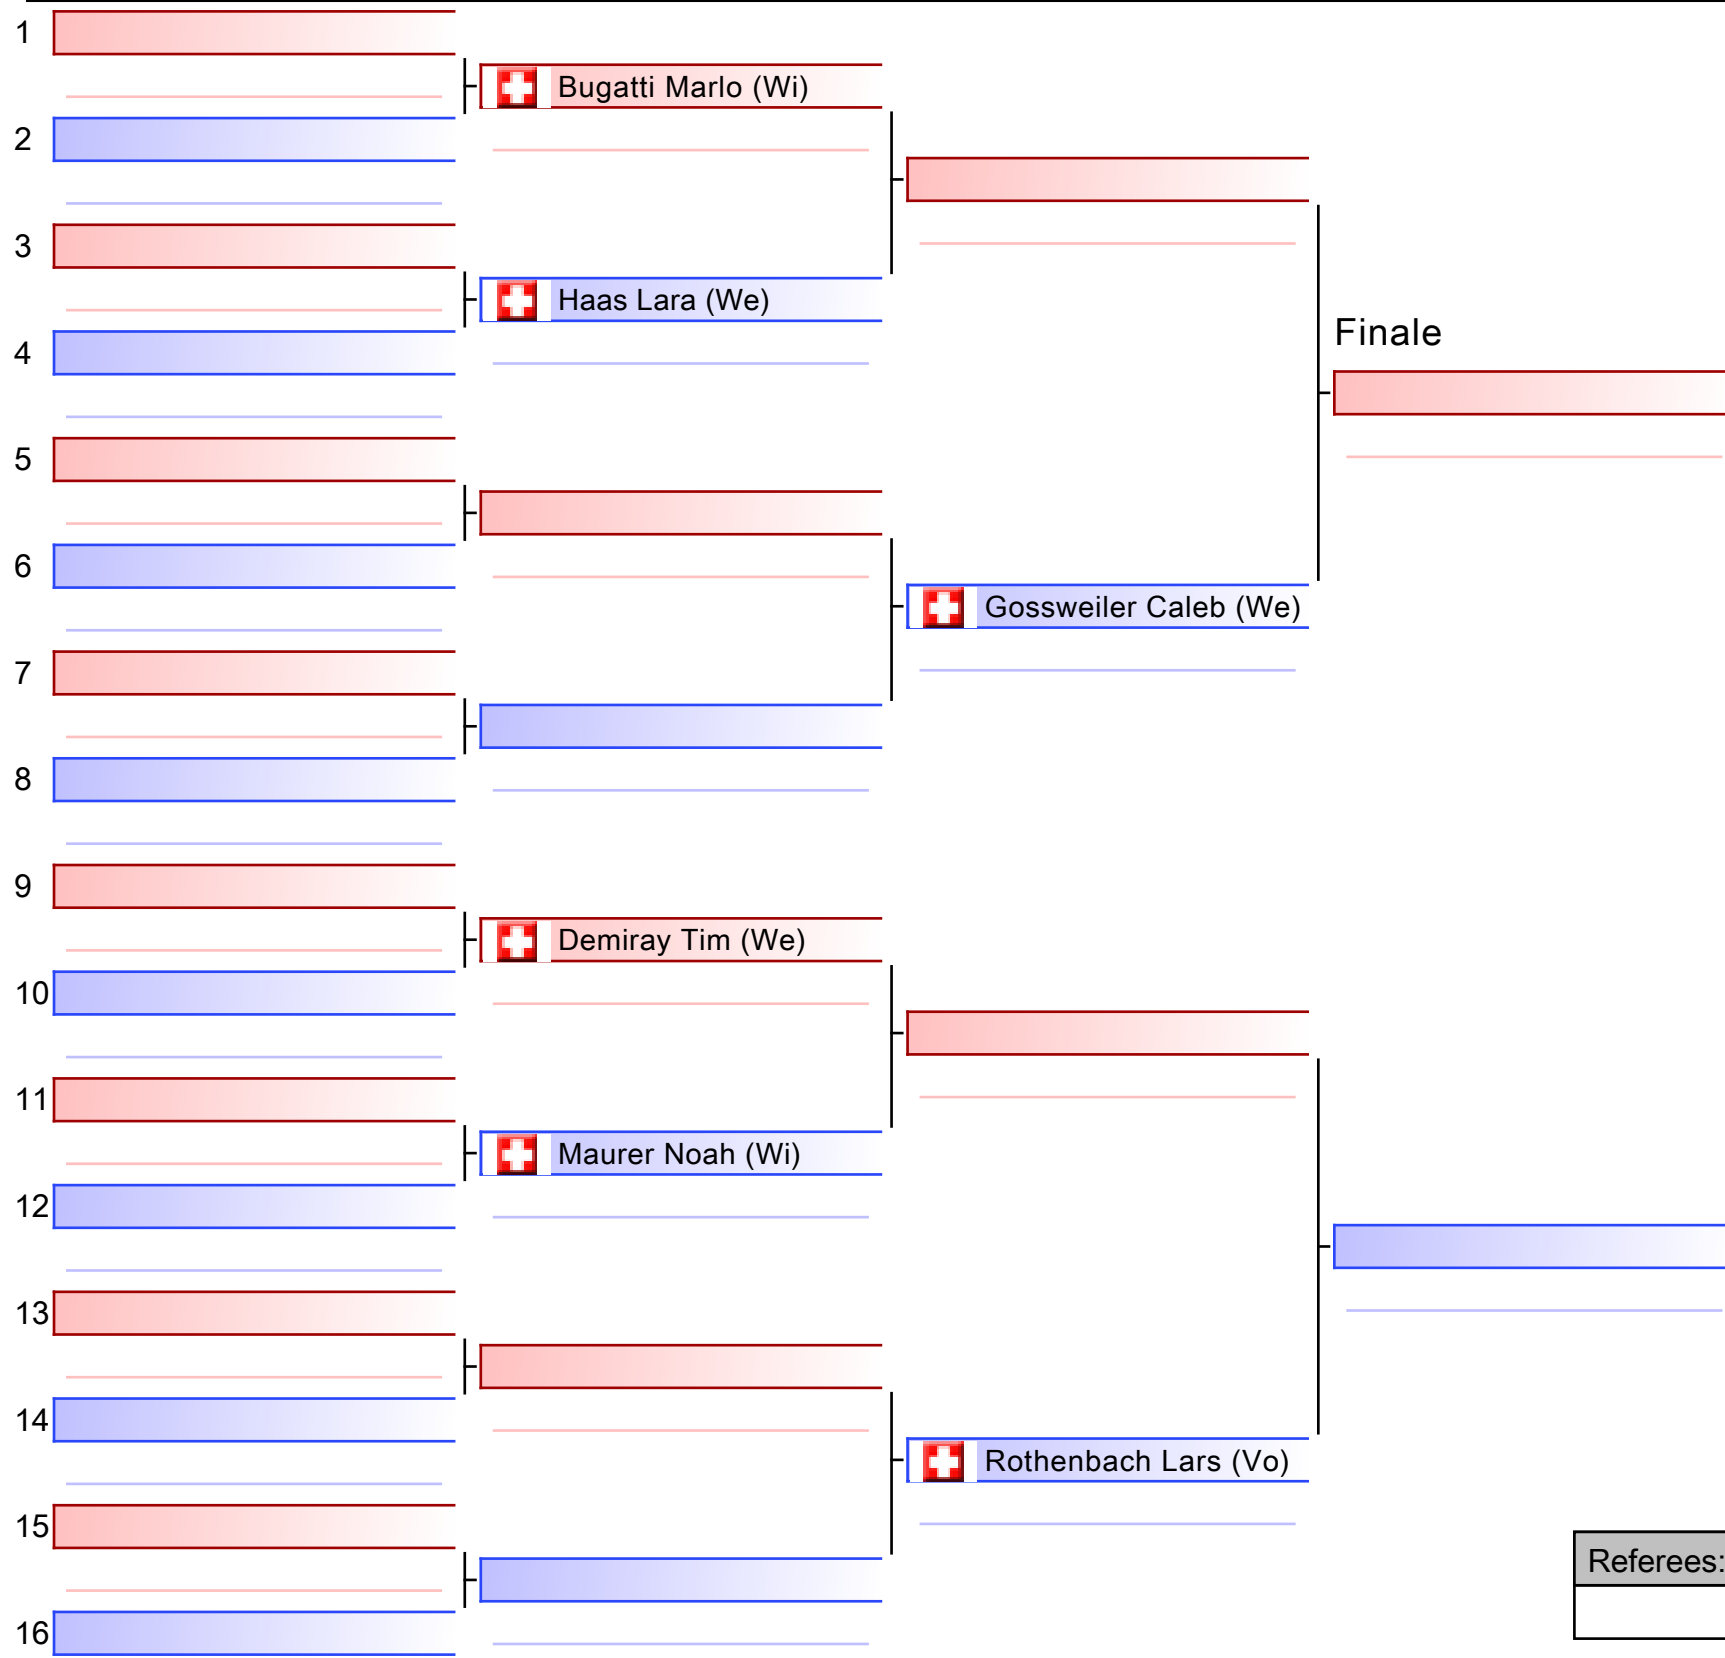 1
Bugatti Marlo (Wi)
2
3
Haas Lara (We)
4
Finale
5
6
Gossweiler Caleb (We)
7
8
9
Demiray Tim (We)
10
11
Maurer Noah (Wi)
12
13
14
Rothenbach Lars (Vo)
15
Referees:
16